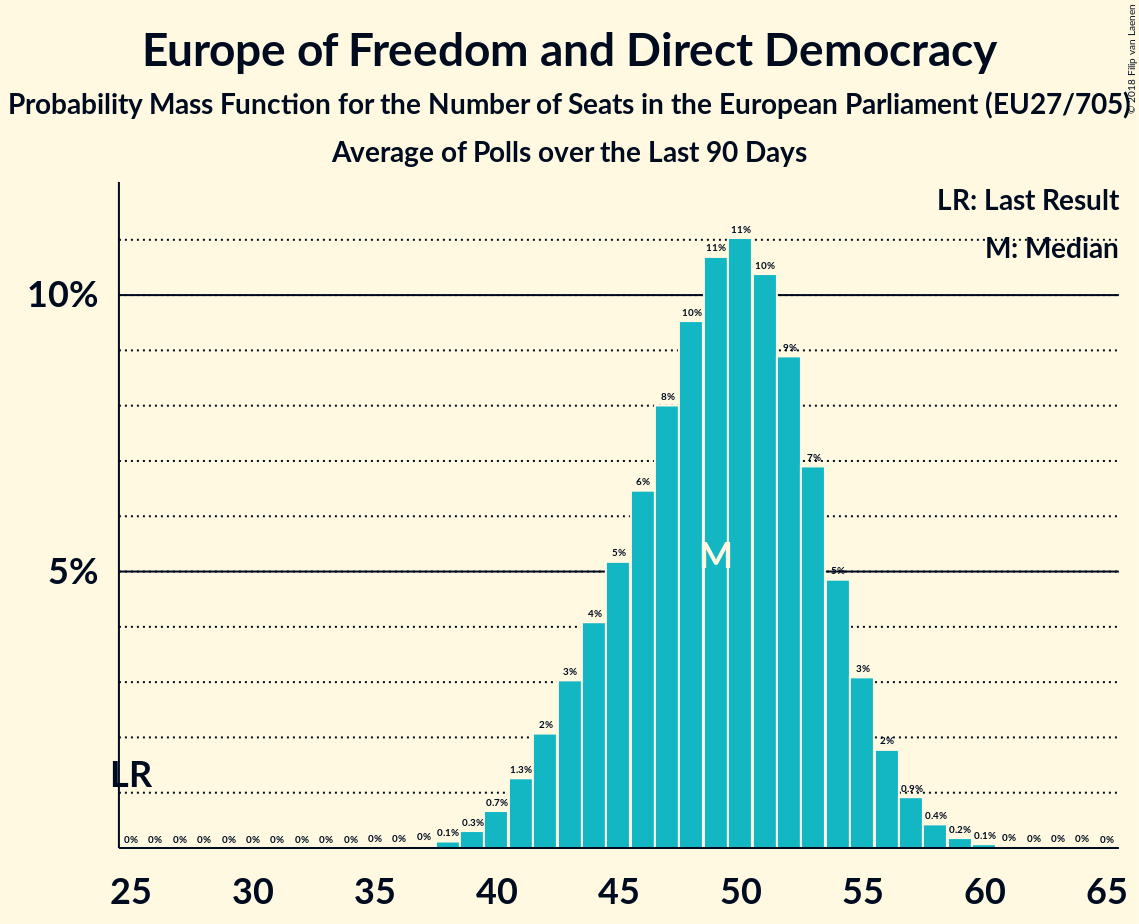 Europe of Freedom and Direct Democracy
Probability Mass Function for the Number of Seats in the European Parliament (EU27/705)
Average of Polls over the Last 90 Days
© 2018 Filip van Laenen
LR: Last Result
M: Median
10%
5%
0% 0% 0% 0% 0% 0% 0% 0% 0% 0% 0% 0% 0% 0.1% 0.3% 0.7% 1.3% 2% 3% 4% 5% 6% 8% 10% 11% 11% 10% 9% 7% 5% 3% 2% 0.9% 0.4% 0.2% 0.1% 0% 0% 0% 0% 0%
M
LR
25 30 35 40 45 50 55 60 65